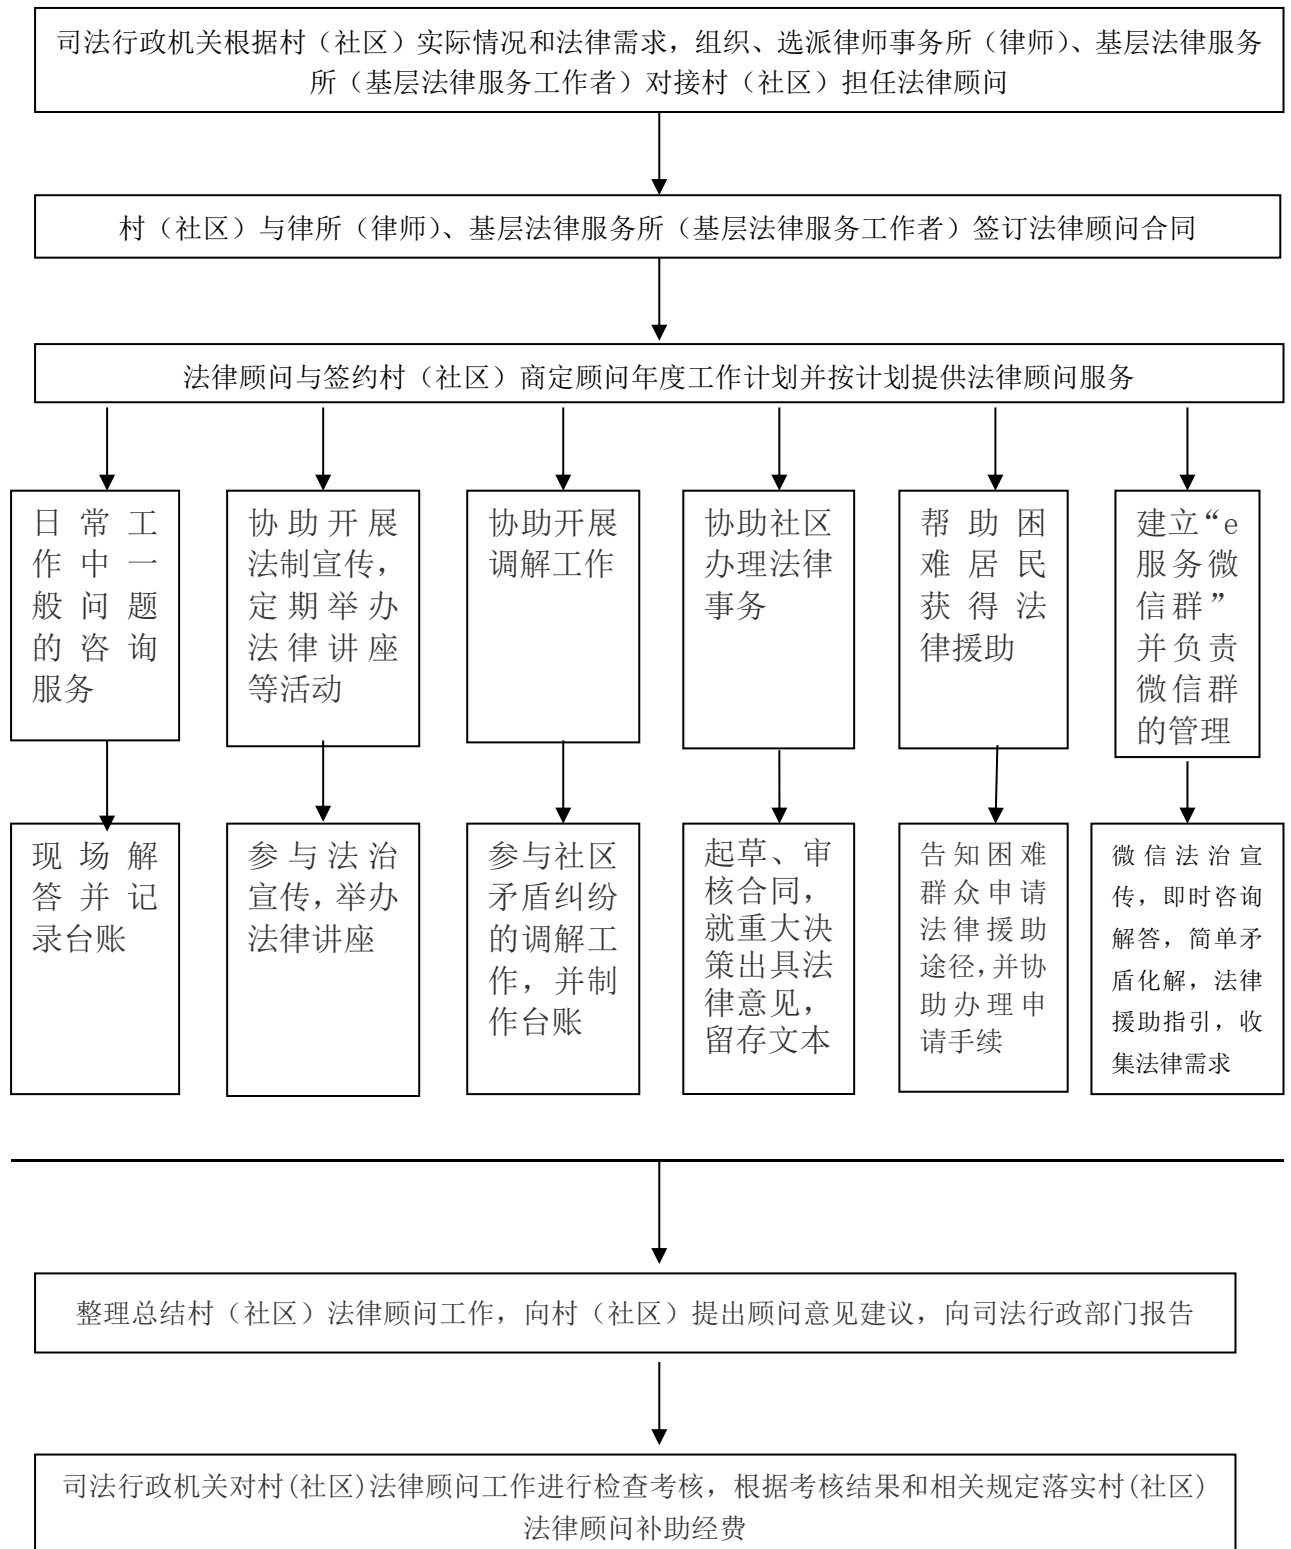 司法行政机关根据村（社区）实际情况和法律需求，组织、选派律师事务所（律师）、基层法律服务
所（基层法律服务工作者）对接村（社区）担任法律顾问
村（社区）与律所（律师）、基层法律服务所（基层法律服务工作者）签订法律顾问合同
法律顾问与签约村（社区）商定顾问年度工作计划并按计划提供法律顾问服务
日常工
作中一
般问题
的咨询
服务
协助开展
法制宣传，
定期举办
法律讲座
等活动
协助开展
调解工作
协助社区
办理法律
事务
帮助困
难居民
获得法
律援助
建立“e
服务微
信群”
并负责
微信群
的管理
现场解
答并记
录台账
参与法治
宣传，举办
法律讲座
参与社区
矛盾纠纷
的调解工
作，并制
作台账
起草、审
核合同，
就重大决
策出具法
律意见，
留存文本
告知困难
群众申请
法律援助
途径，并协
助办理申
请手续
微信法治宣
传，即时咨询
解答，简单矛
盾化解，法律
援助指引，收
集法律需求
整理总结村（社区）法律顾问工作，向村（社区）提出顾问意见建议，向司法行政部门报告
司法行政机关对村(社区)法律顾问工作进行检查考核，根据考核结果和相关规定落实村(社区)
法律顾问补助经费